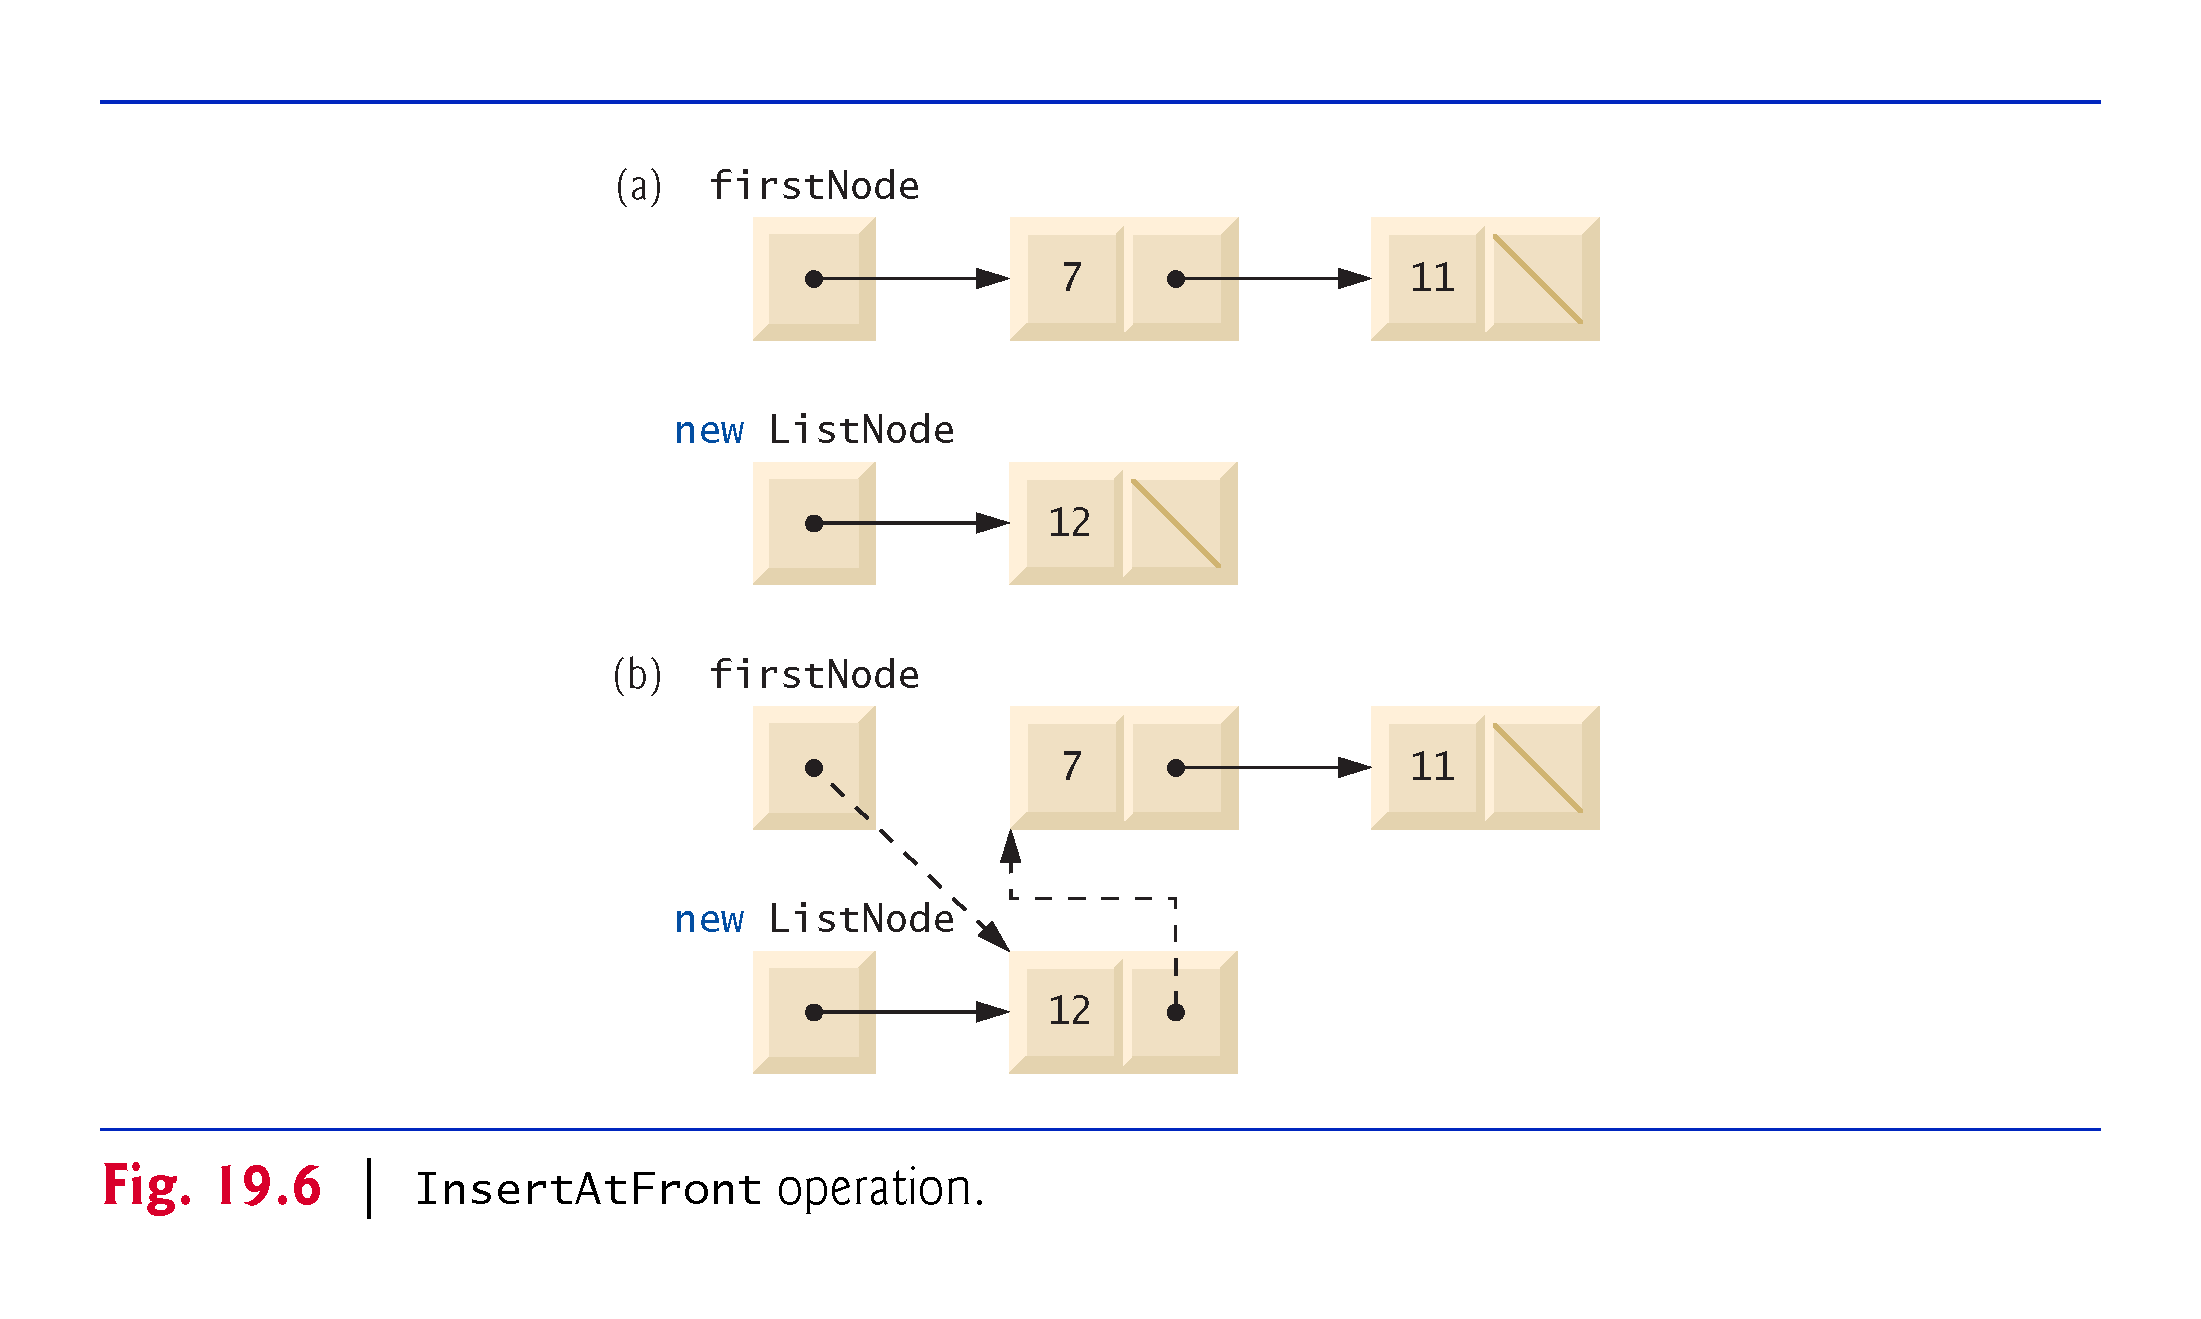 (a) firstNode
7 11
new ListNode
12
(b) firstNode
7 11
new ListNode
12
Fig. 19.6 | InsertAtFront operation.